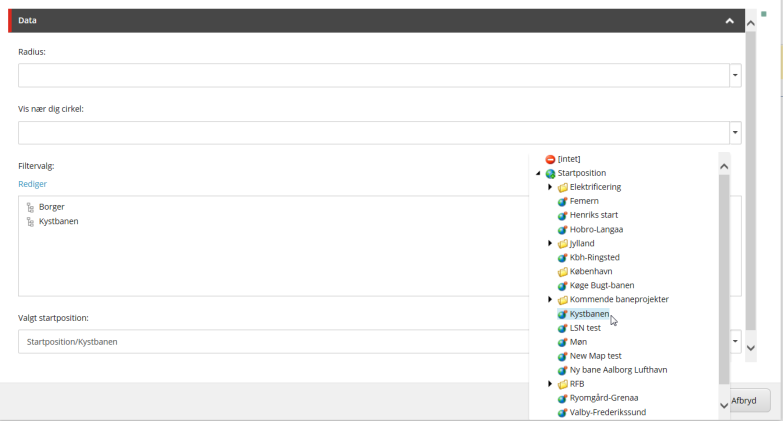 Data
Radius:
Vis nær dig cirkel:
Filtervalg:
Rediger
Borger
Kystbanen
Valgt startposition:
Startposition/Kystbanen
[intet]
Startposition
Elektrificering
Femern
Henriks start
Hobro-Langaa
Jylland
Kbh-Ringsted
København
Køge Bugt-banen
Kommende baneprojekter
Kystbanen
LSN test
Møn
New Map test
Ny bane Aalborg Lufthavn
RFB
Ryomgård-Grenaa
Valby-Frederikssund
Afbryd